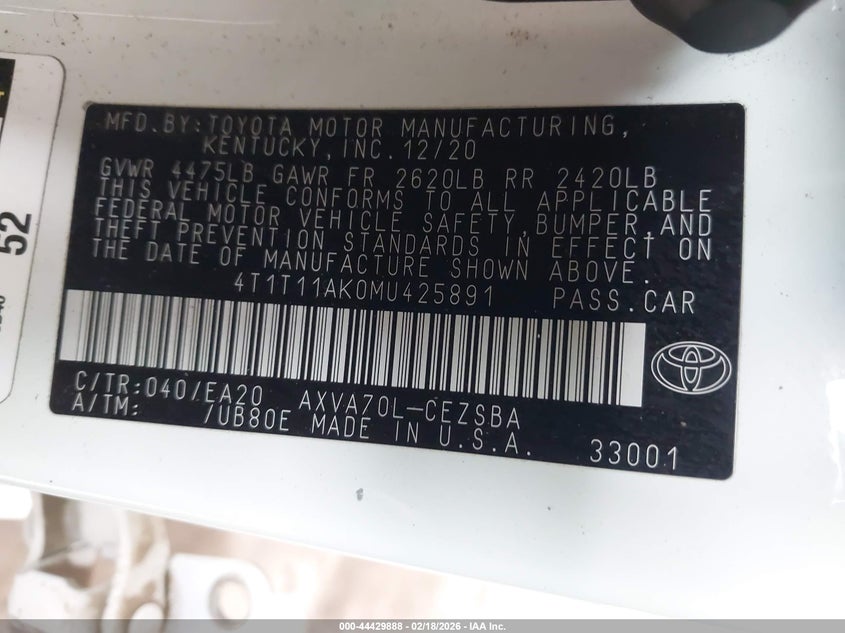 MFD.BY:TOYOTA MOTOR MANUFACTURING,
KENTUCKY,INC.12/20
GVWR 4475LB GAWR FR 2620LB RR 2420LB
THIS VEHICLE CONFORMS TO ALL APPLICABLE
FEDERAL MOTOR VEHICLE SAFETY,BUMPER,AND
THEFT PREVENTION STANDARDS IN EFFECT ON
THE DATE OF MANUFACTURE SHOWN ABOVE.
4T1T11AK0MU425891 PASS.CAR
C/TR:040/EA20 AXVA70L-CEZSBA
A/TM: /UB80E MADE IN U.S.A. 33001
52
000-44429888 - 02/18/2026 - IAA Inc.